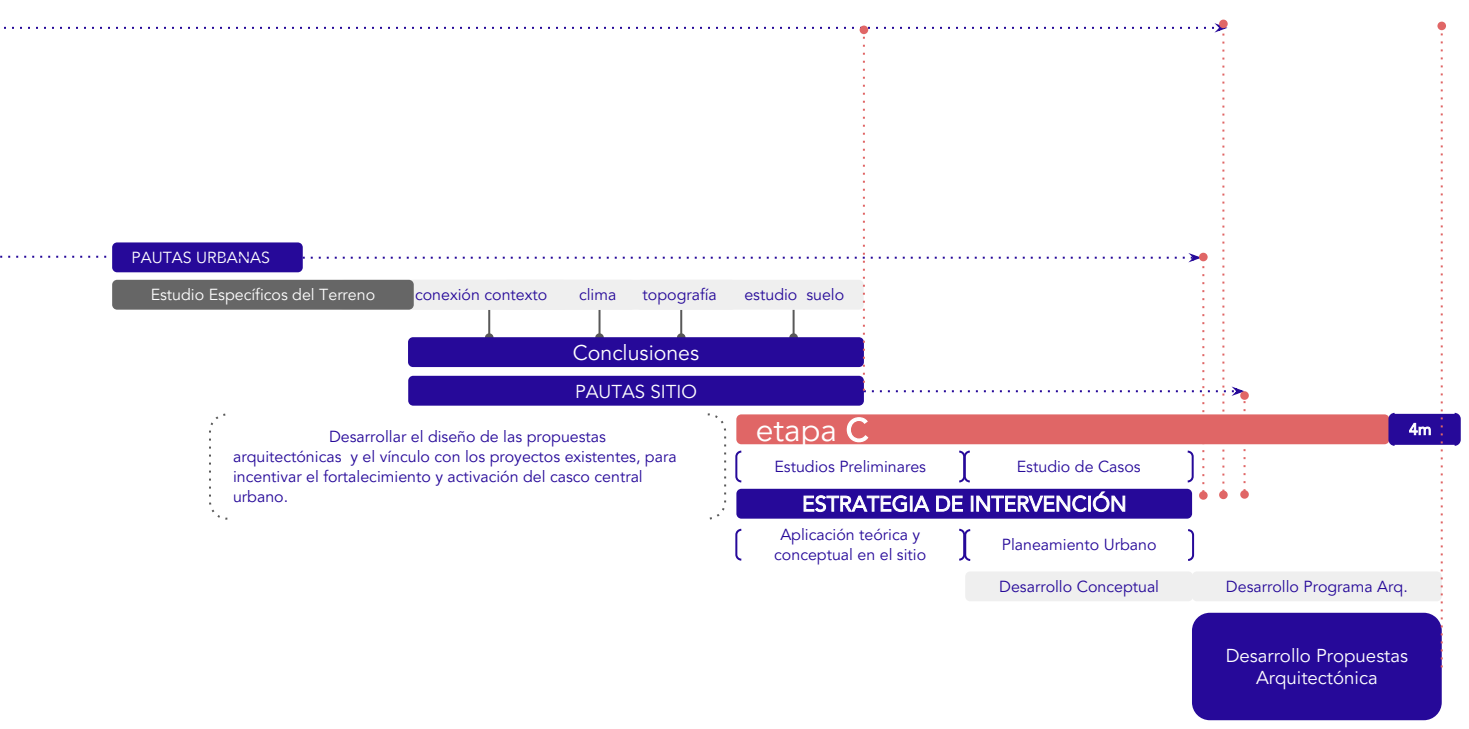 PAUTAS URBANAS
Estudio Específicos del Terreno
conexión contexto
clima
topografía
estudio suelo
Conclusiones
PAUTAS SITIO
etapa C
4m
Desarrollar el diseño de las propuestas
arquitectónicas y el vínculo con los proyectos existentes, para
incentivar el fortalecimiento y activación del casco central
urbano.
Estudios Preliminares
Estudio de Casos
ESTRATEGIA DE INTERVENCIÓN
Aplicación teórica y
conceptual en el sitio
Planeamiento Urbano
Desarrollo Conceptual
Desarrollo Programa Arq.
Desarrollo Propuestas
Arquitectónica